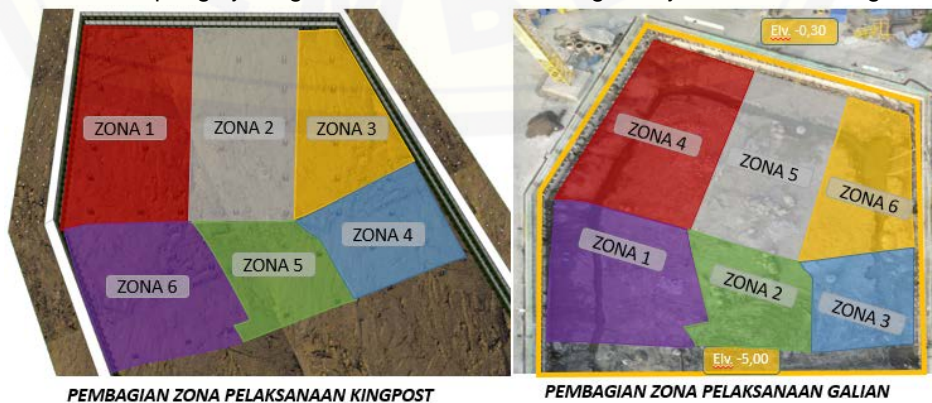 Elv. -0,30
ZONA 1
ZONA 2
ZONA 3
ZONA 4
ZONA 5
ZONA 6
ZONA 4
ZONA 5
ZONA 6
ZONA 1
ZONA 2
ZONA 3
Elv. -5,00
PEMBAGIAN ZONA PELAKSANAAN KINGPOST
PEMBAGIAN ZONA PELAKSANAAN GALIAN